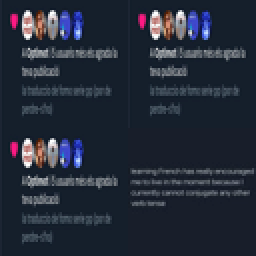 A Optimot i 5 usuaris més els agrada la
teva publicació
la traducció de fomo seria pp (por de
perdre-s'ho)
A Optimot i 5 usuaris més els agrada la
teva publicació
la traducció de fomo seria pp (por de
perdre-s'ho)
A Optimot i 5 usuaris més els agrada la
teva publicació
la traducció de fomo seria pp (por de
perdre-s'ho)
learning French has really encouraged
me to live in the moment because I
currently cannot conjugate any other
verb tense